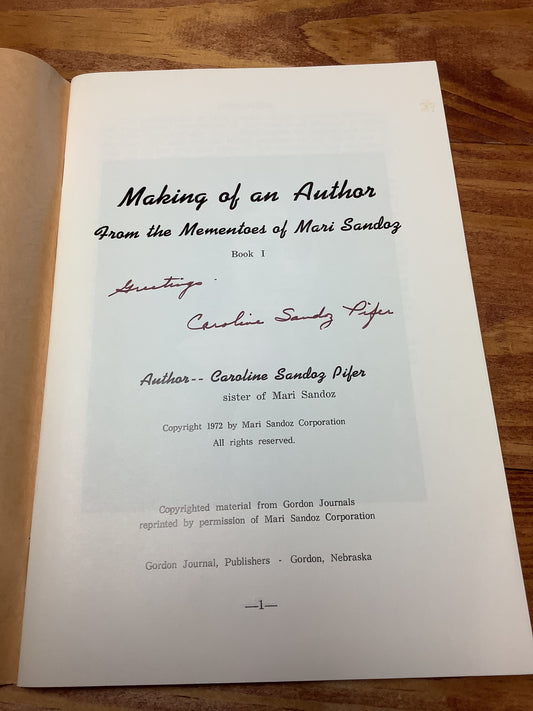 Making of an Author
From the Mementoes of Mari Sandoz
Book I
Greetings
Caroline Sandoz Pifer
Author-- Caroline Sandoz Pifer
sister of Mari Sandoz
Copyright 1972 by Mari Sandoz Corporation
All rights reserved.
Copyrighted material from Gordon Journals
reprinted by permission of Mari Sandoz Corporation
Gordon Journal, Publishers - Gordon, Nebraska
—1—